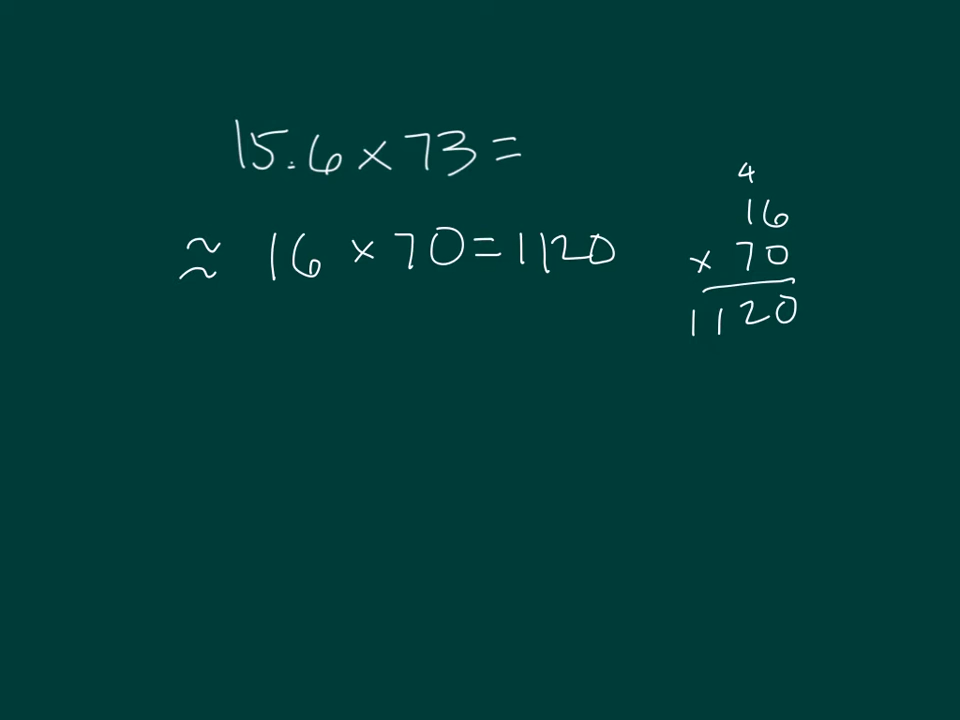 15.6 × 73 =
≈ 16 × 70 = 1120
4
16
× 70
1120